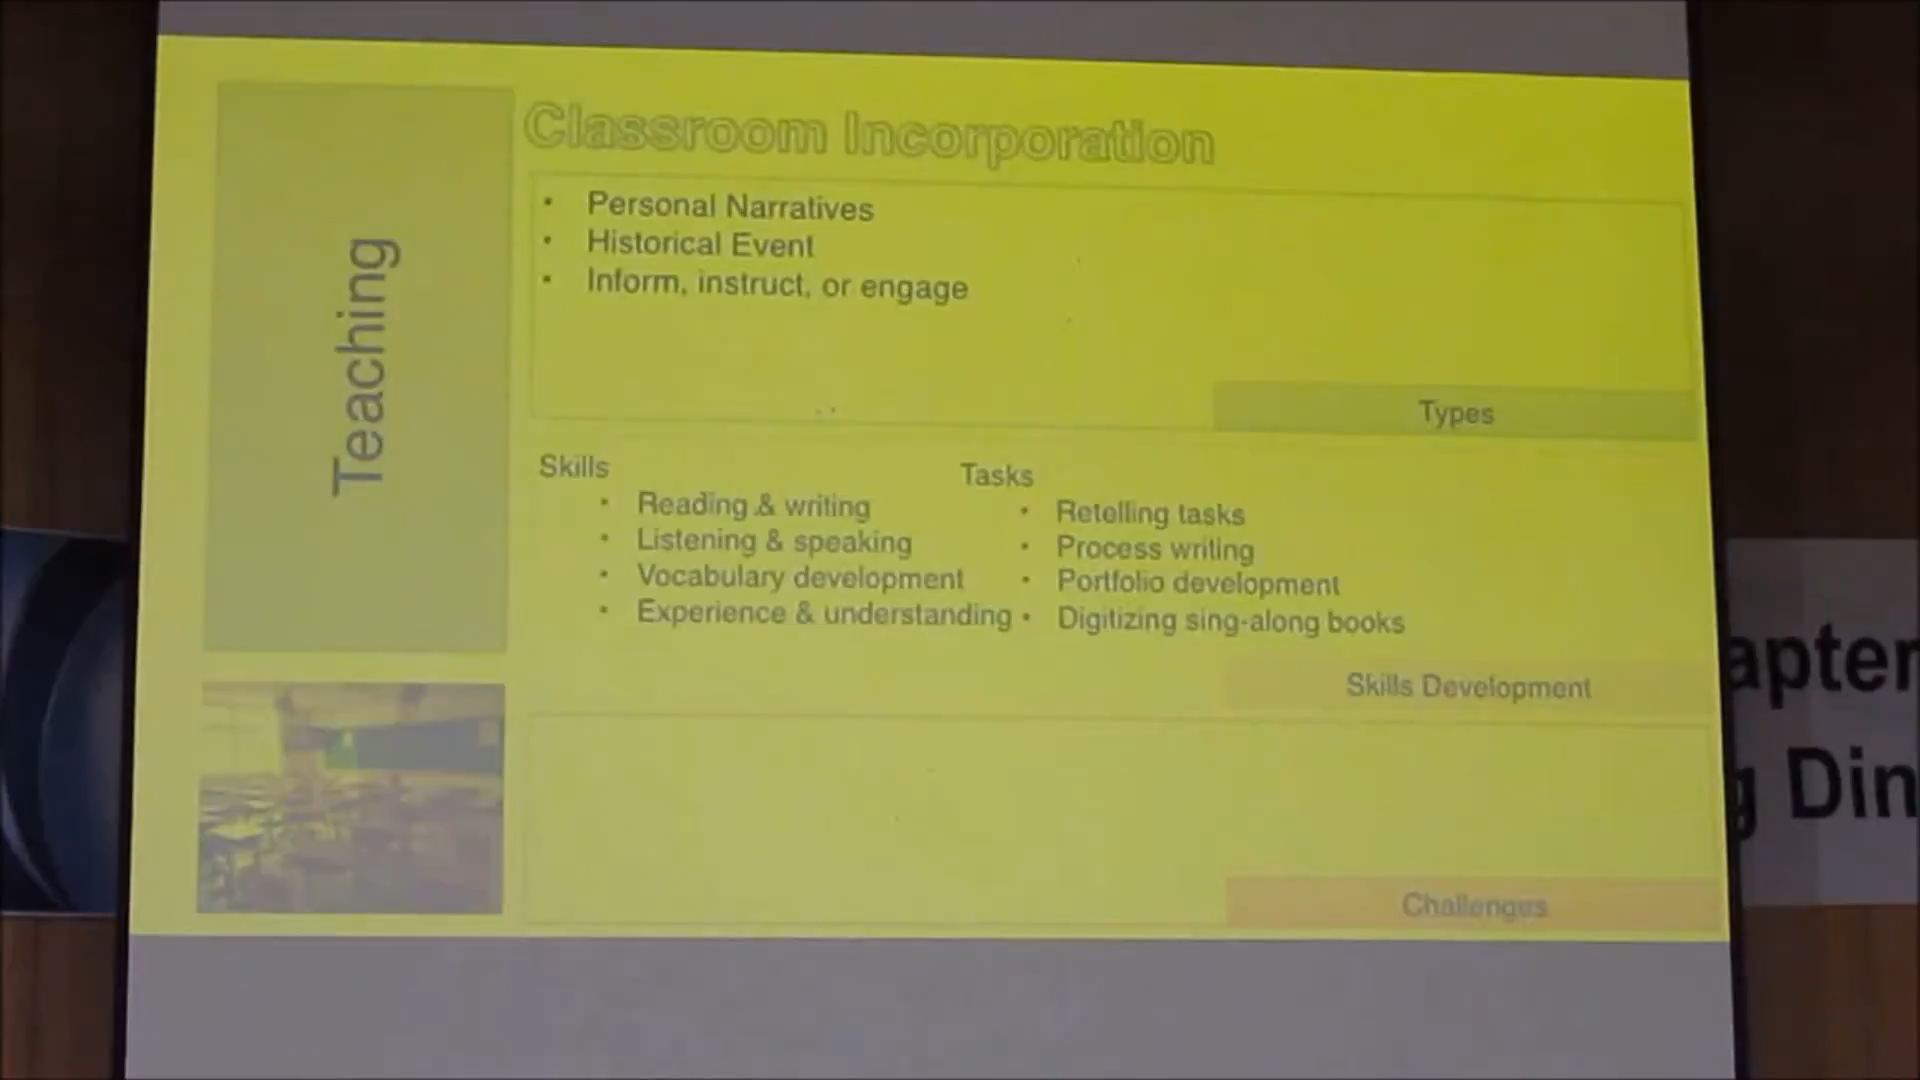 Teaching
Classroom Incorporation
• Personal Narratives
• Historical Event
• Inform, instruct, or engage
Types
Skills
• Reading & writing
• Listening & speaking
• Vocabulary development
• Experience & understanding
Tasks
• Retelling tasks
• Process writing
• Portfolio development
• Digitizing sing-along books
Skills Development
Challenges
apter
g Din